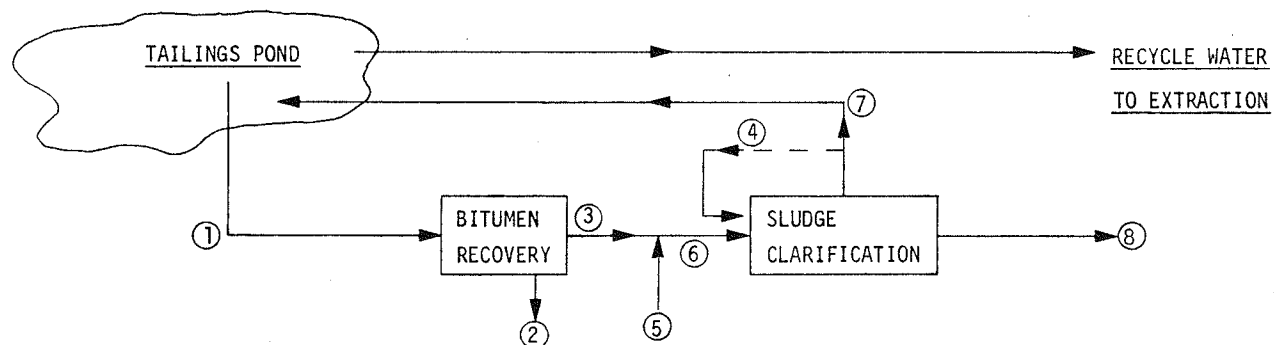 TAILINGS POND
RECYCLE WATER
TO EXTRACTION
7
4
1
BITUMEN
RECOVERY
3
6
SLUDGE
CLARIFICATION
8
2
5